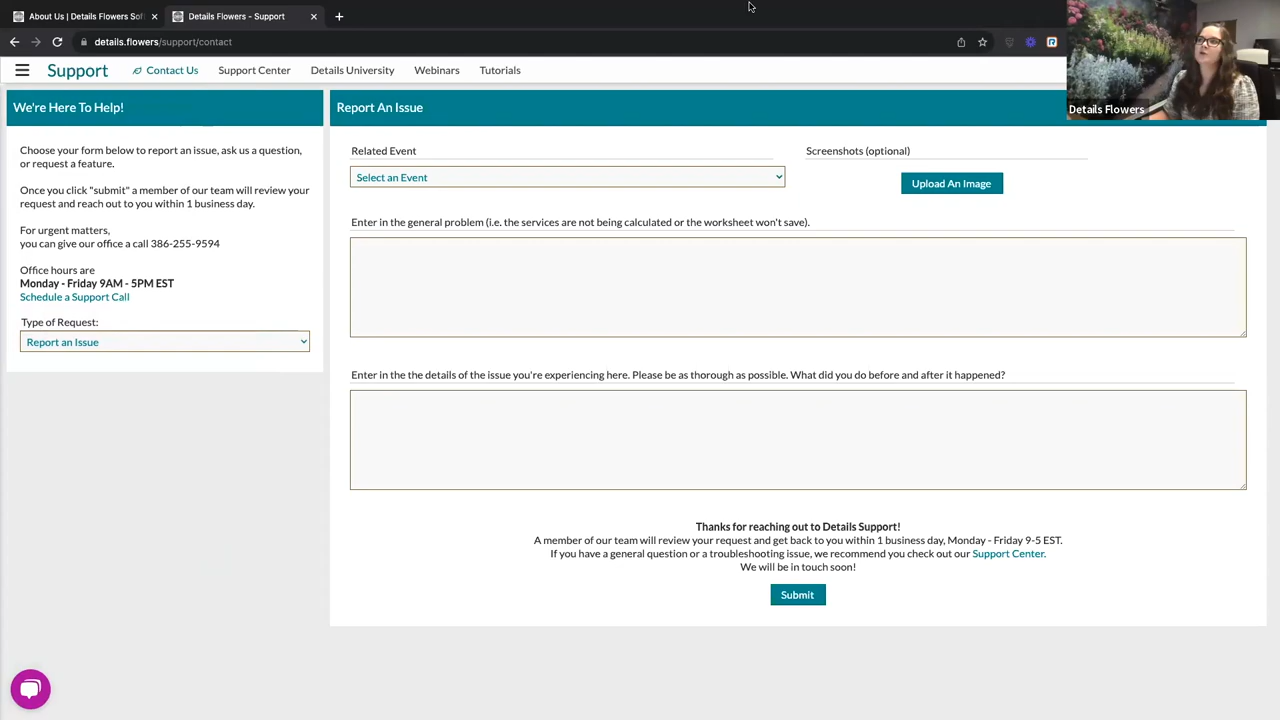 About Us | Details Flowers Sof
Details Flowers - Support
details.flowers/support/contact
Support
Contact Us
Support Center
Details University
Webinars
Tutorials
Details Flowers
We're Here To Help!
Choose your form below to report an issue, ask us a question,
or request a feature.
Once you click "submit" a member of our team will review your
request and reach out to you within 1 business day.
For urgent matters,
you can give our office a call 386-255-9594
Office hours are
Monday - Friday 9AM - 5PM EST
Schedule a Support Call
Type of Request:
Report an Issue
Report An Issue
Related Event
Select an Event
Screenshots (optional)
Upload An Image
Enter in the general problem (i.e. the services are not being calculated or the worksheet won't save).
Enter in the the details of the issue you're experiencing here. Please be as thorough as possible. What did you do before and after it happened?
Thanks for reaching out to Details Support!
A member of our team will review your request and get back to you within 1 business day, Monday - Friday 9-5 EST.
If you have a general question or a troubleshooting issue, we recommend you check out our Support Center.
We will be in touch soon!
Submit